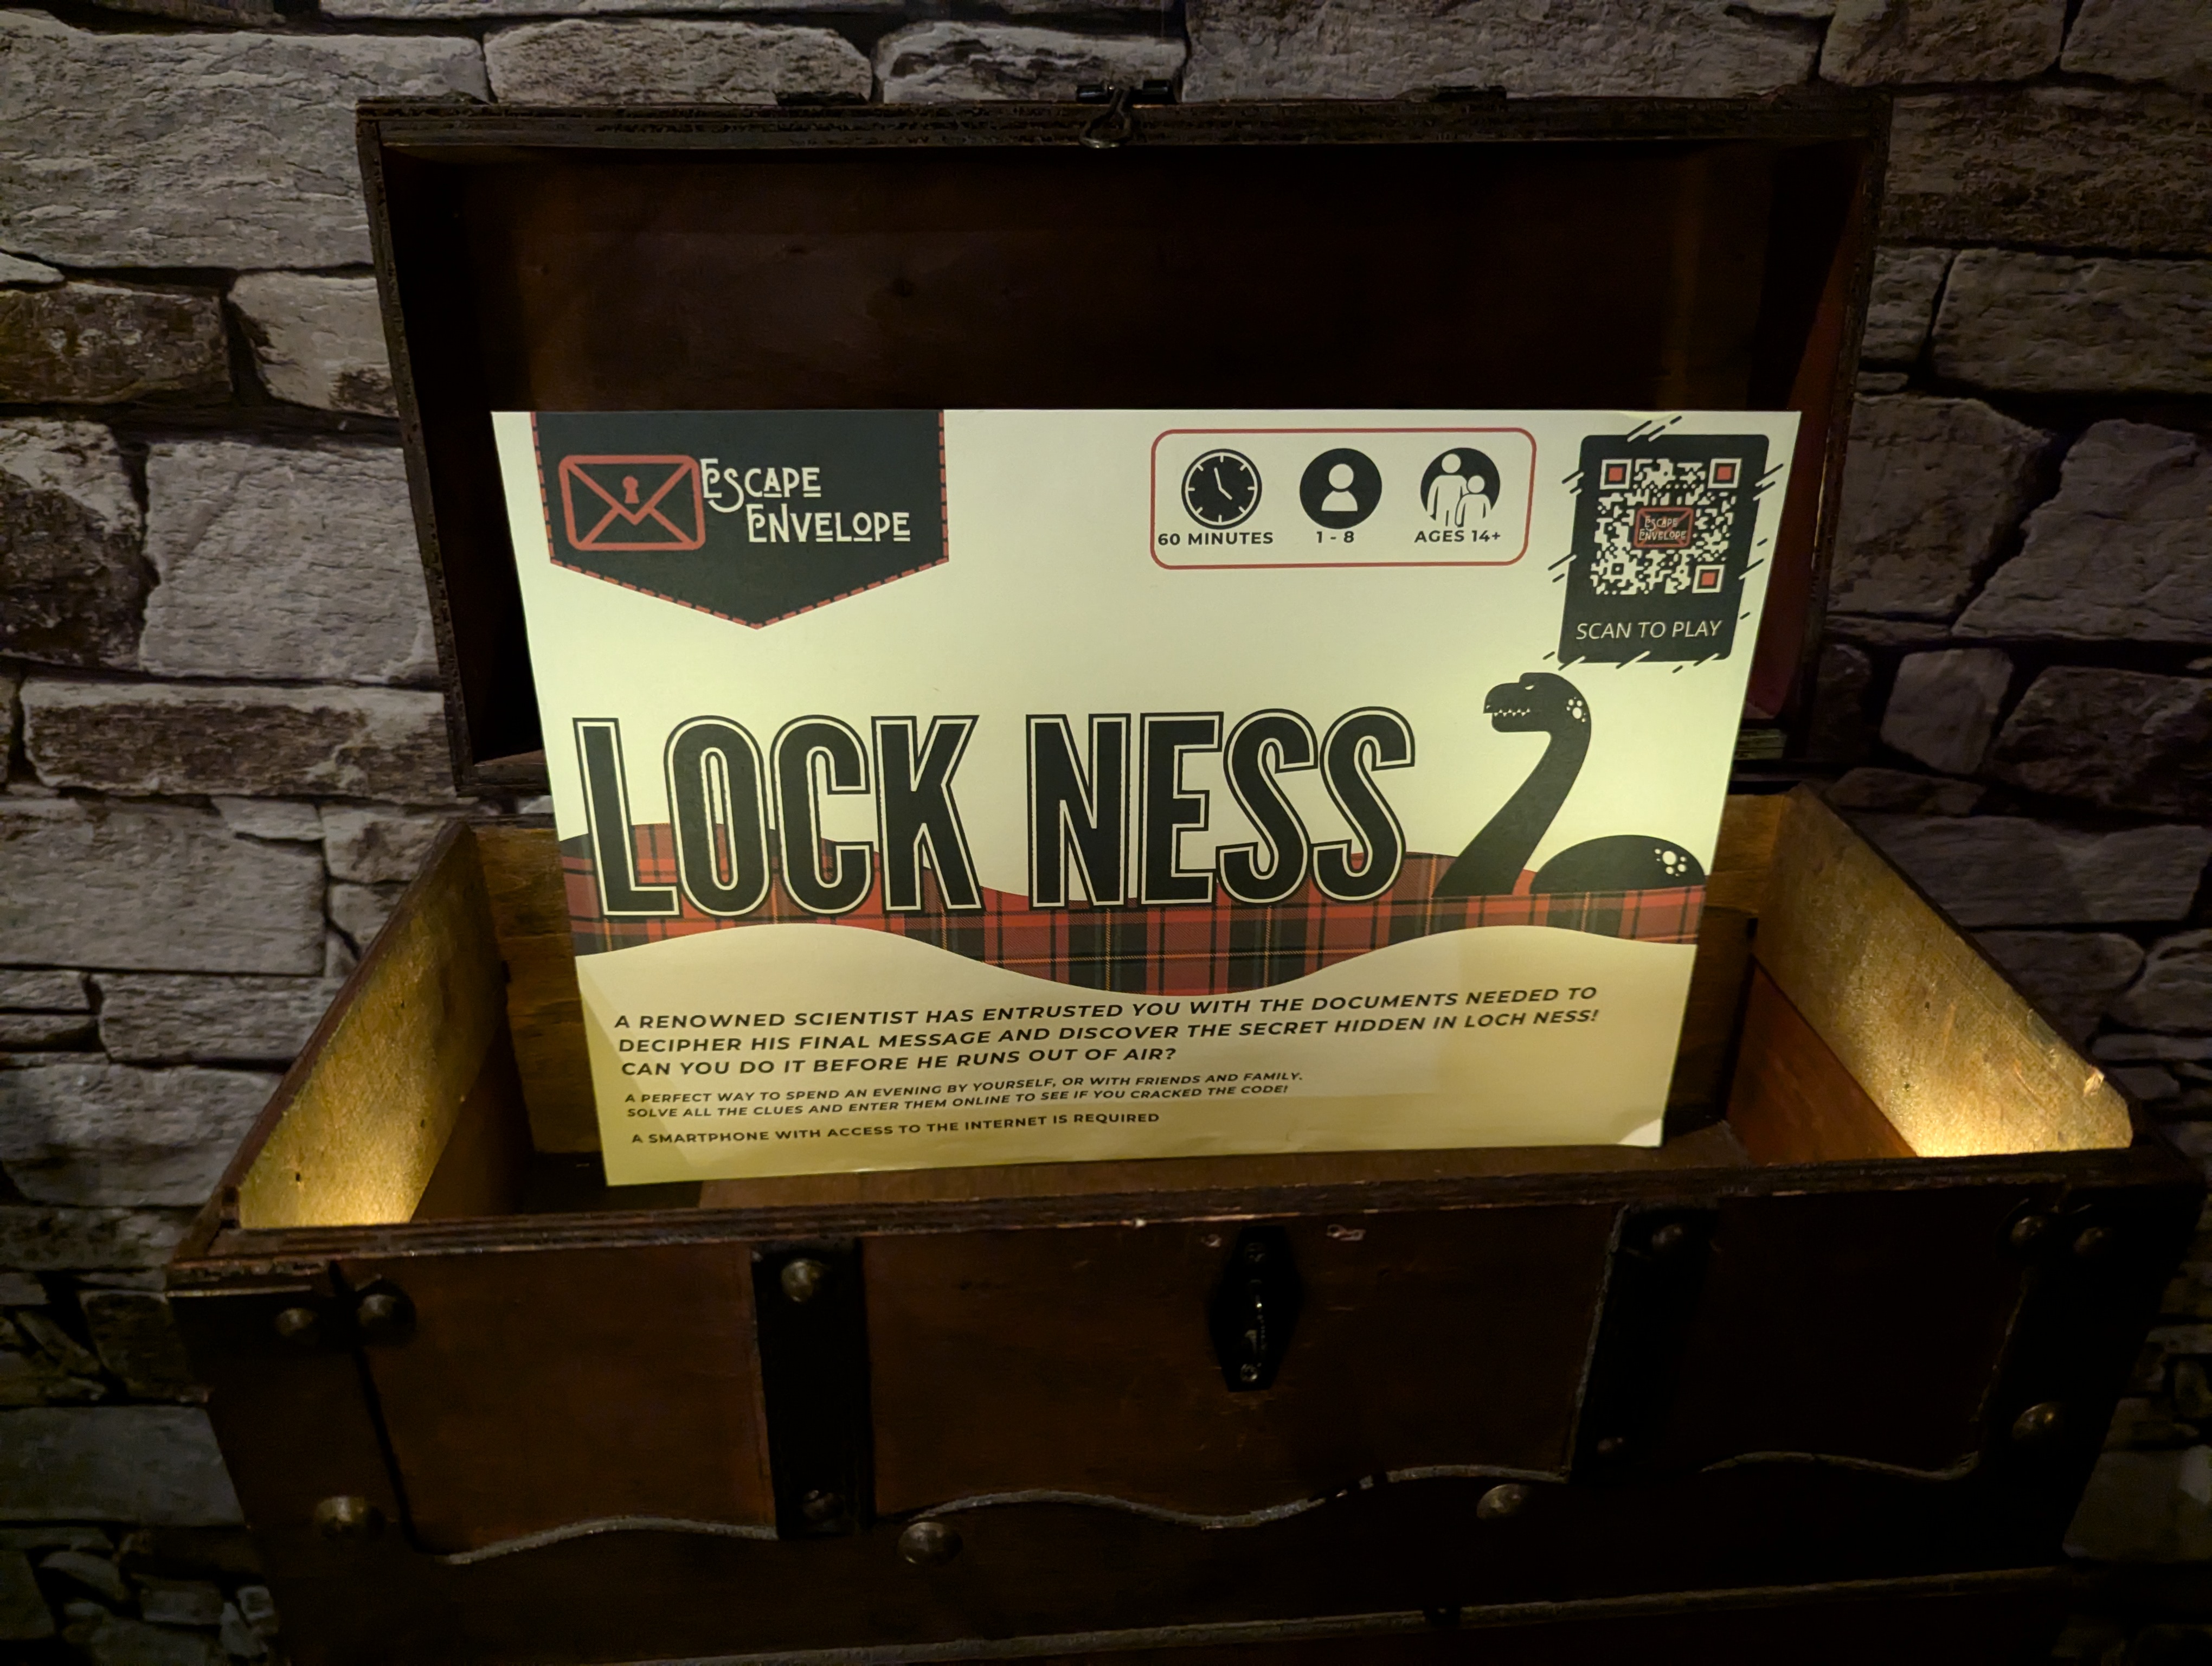 Escape
Envelope
60 MINUTES
1 - 8
AGES 14+
Escape
Envelope
SCAN TO PLAY
LOCK NESS
A RENOWNED SCIENTIST HAS ENTRUSTED YOU WITH THE DOCUMENTS NEEDED TO
DECIPHER HIS FINAL MESSAGE AND DISCOVER THE SECRET HIDDEN IN LOCH NESS!
CAN YOU DO IT BEFORE HE RUNS OUT OF AIR?
A PERFECT WAY TO SPEND AN EVENING BY YOURSELF, OR WITH FRIENDS AND FAMILY.
SOLVE ALL THE CLUES AND ENTER THEM ONLINE TO SEE IF YOU CRACKED THE CODE!
A SMARTPHONE WITH ACCESS TO THE INTERNET IS REQUIRED